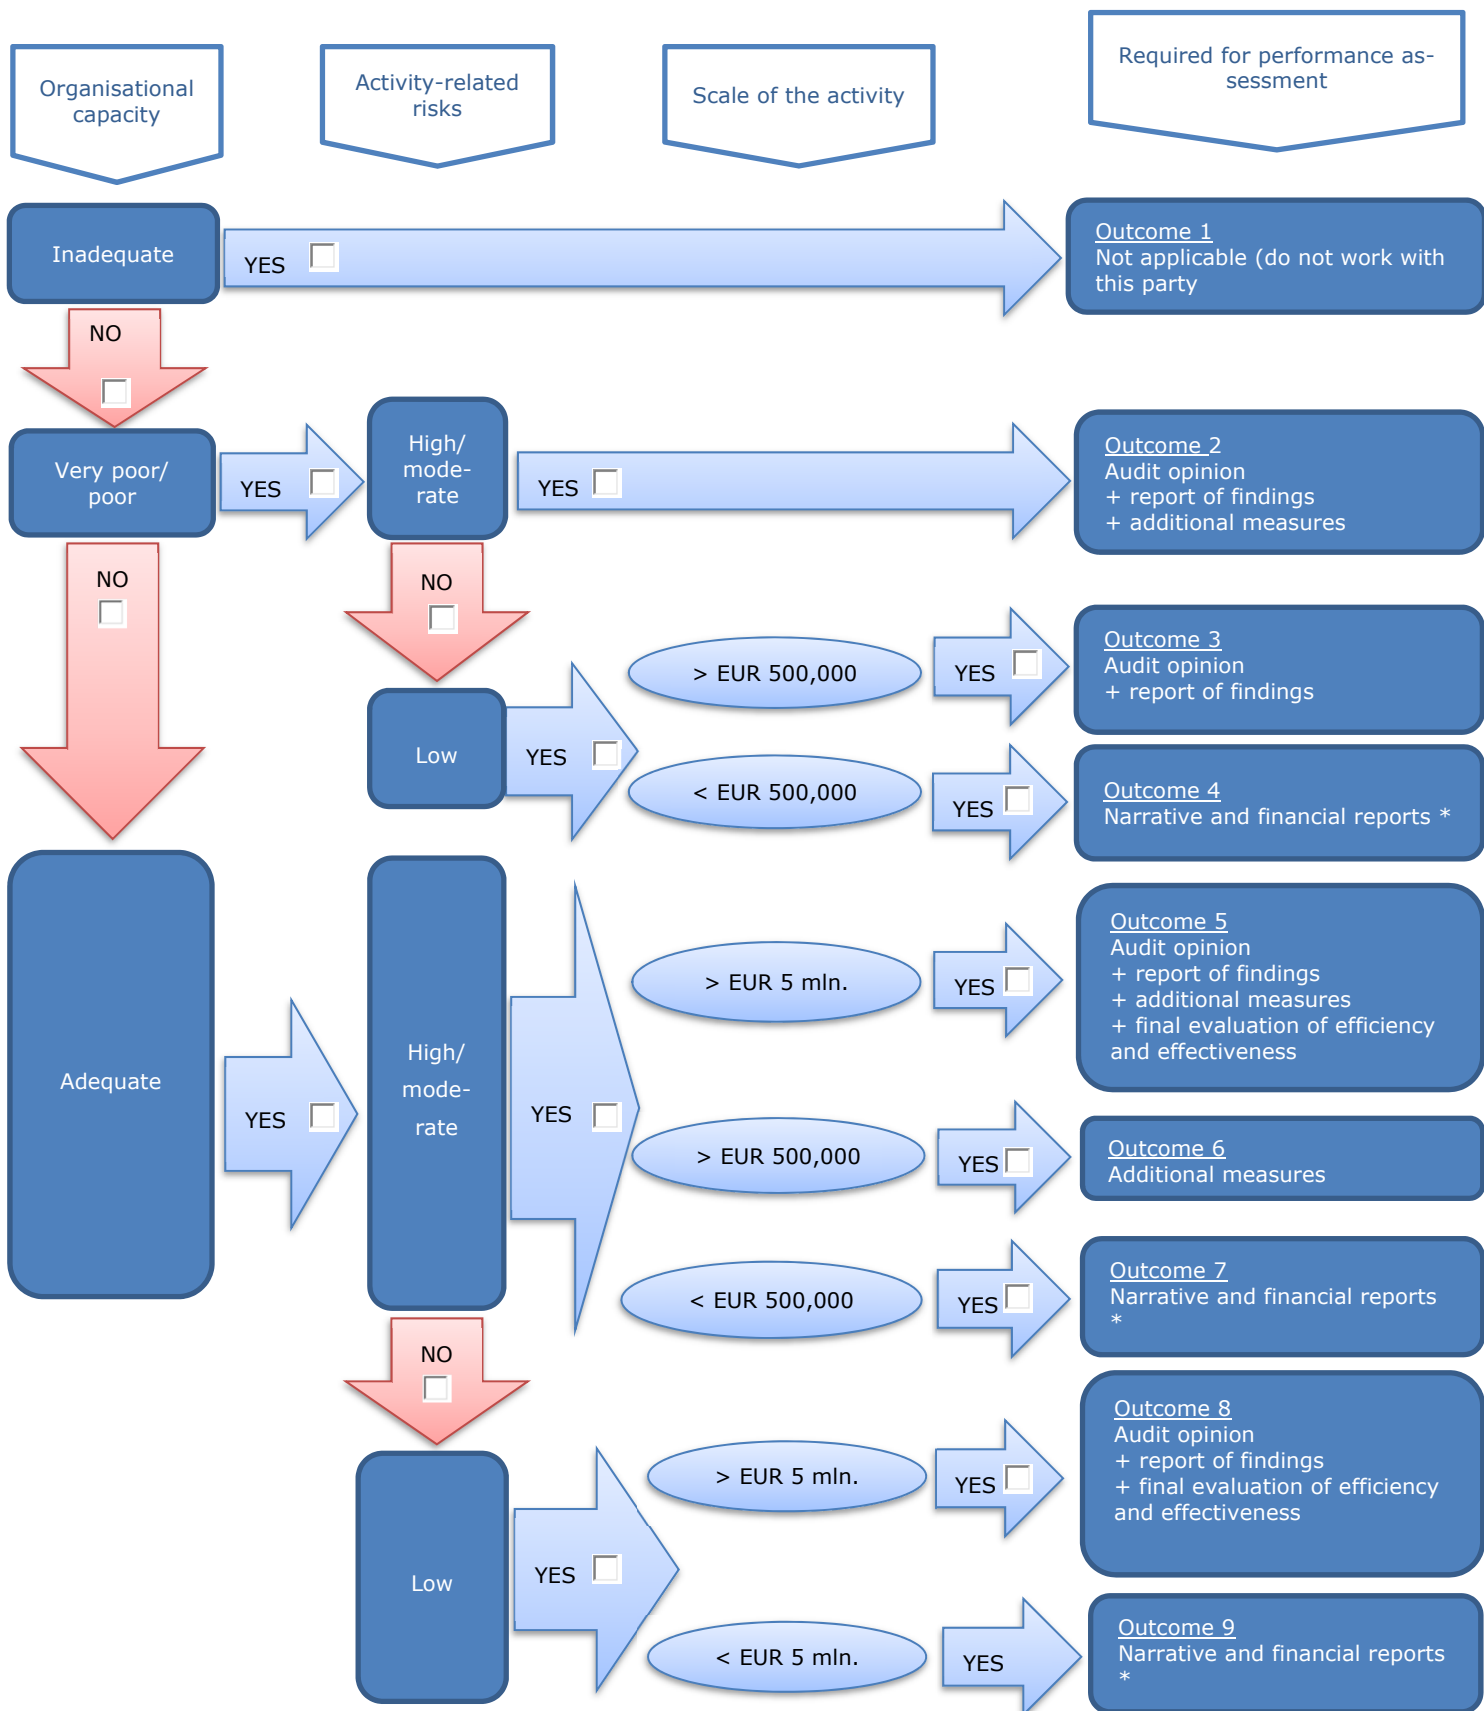 Organisational
capacity
Activity-related
risks
Scale of the activity
Required for performance as-
sessment
Inadequate
YES
Outcome 1
Not applicable (do not work with
this party
NO
Very poor/
poor
YES
High/
mode-
rate
YES
Outcome 2
Audit opinion
+ report of findings
+ additional measures
NO
NO
Low
YES
> EUR 500,000
YES
Outcome 3
Audit opinion
+ report of findings
< EUR 500,000
YES
Outcome 4
Narrative and financial reports *
Adequate
YES
High/
mode-
rate
YES
> EUR 5 mln.
YES
Outcome 5
Audit opinion
+ report of findings
+ additional measures
+ final evaluation of efficiency
and effectiveness
> EUR 500,000
YES
Outcome 6
Additional measures
< EUR 500,000
YES
Outcome 7
Narrative and financial reports
*
NO
Low
YES
> EUR 5 mln.
YES
Outcome 8
Audit opinion
+ report of findings
+ final evaluation of efficiency
and effectiveness
< EUR 5 mln.
YES
Outcome 9
Narrative and financial reports
*